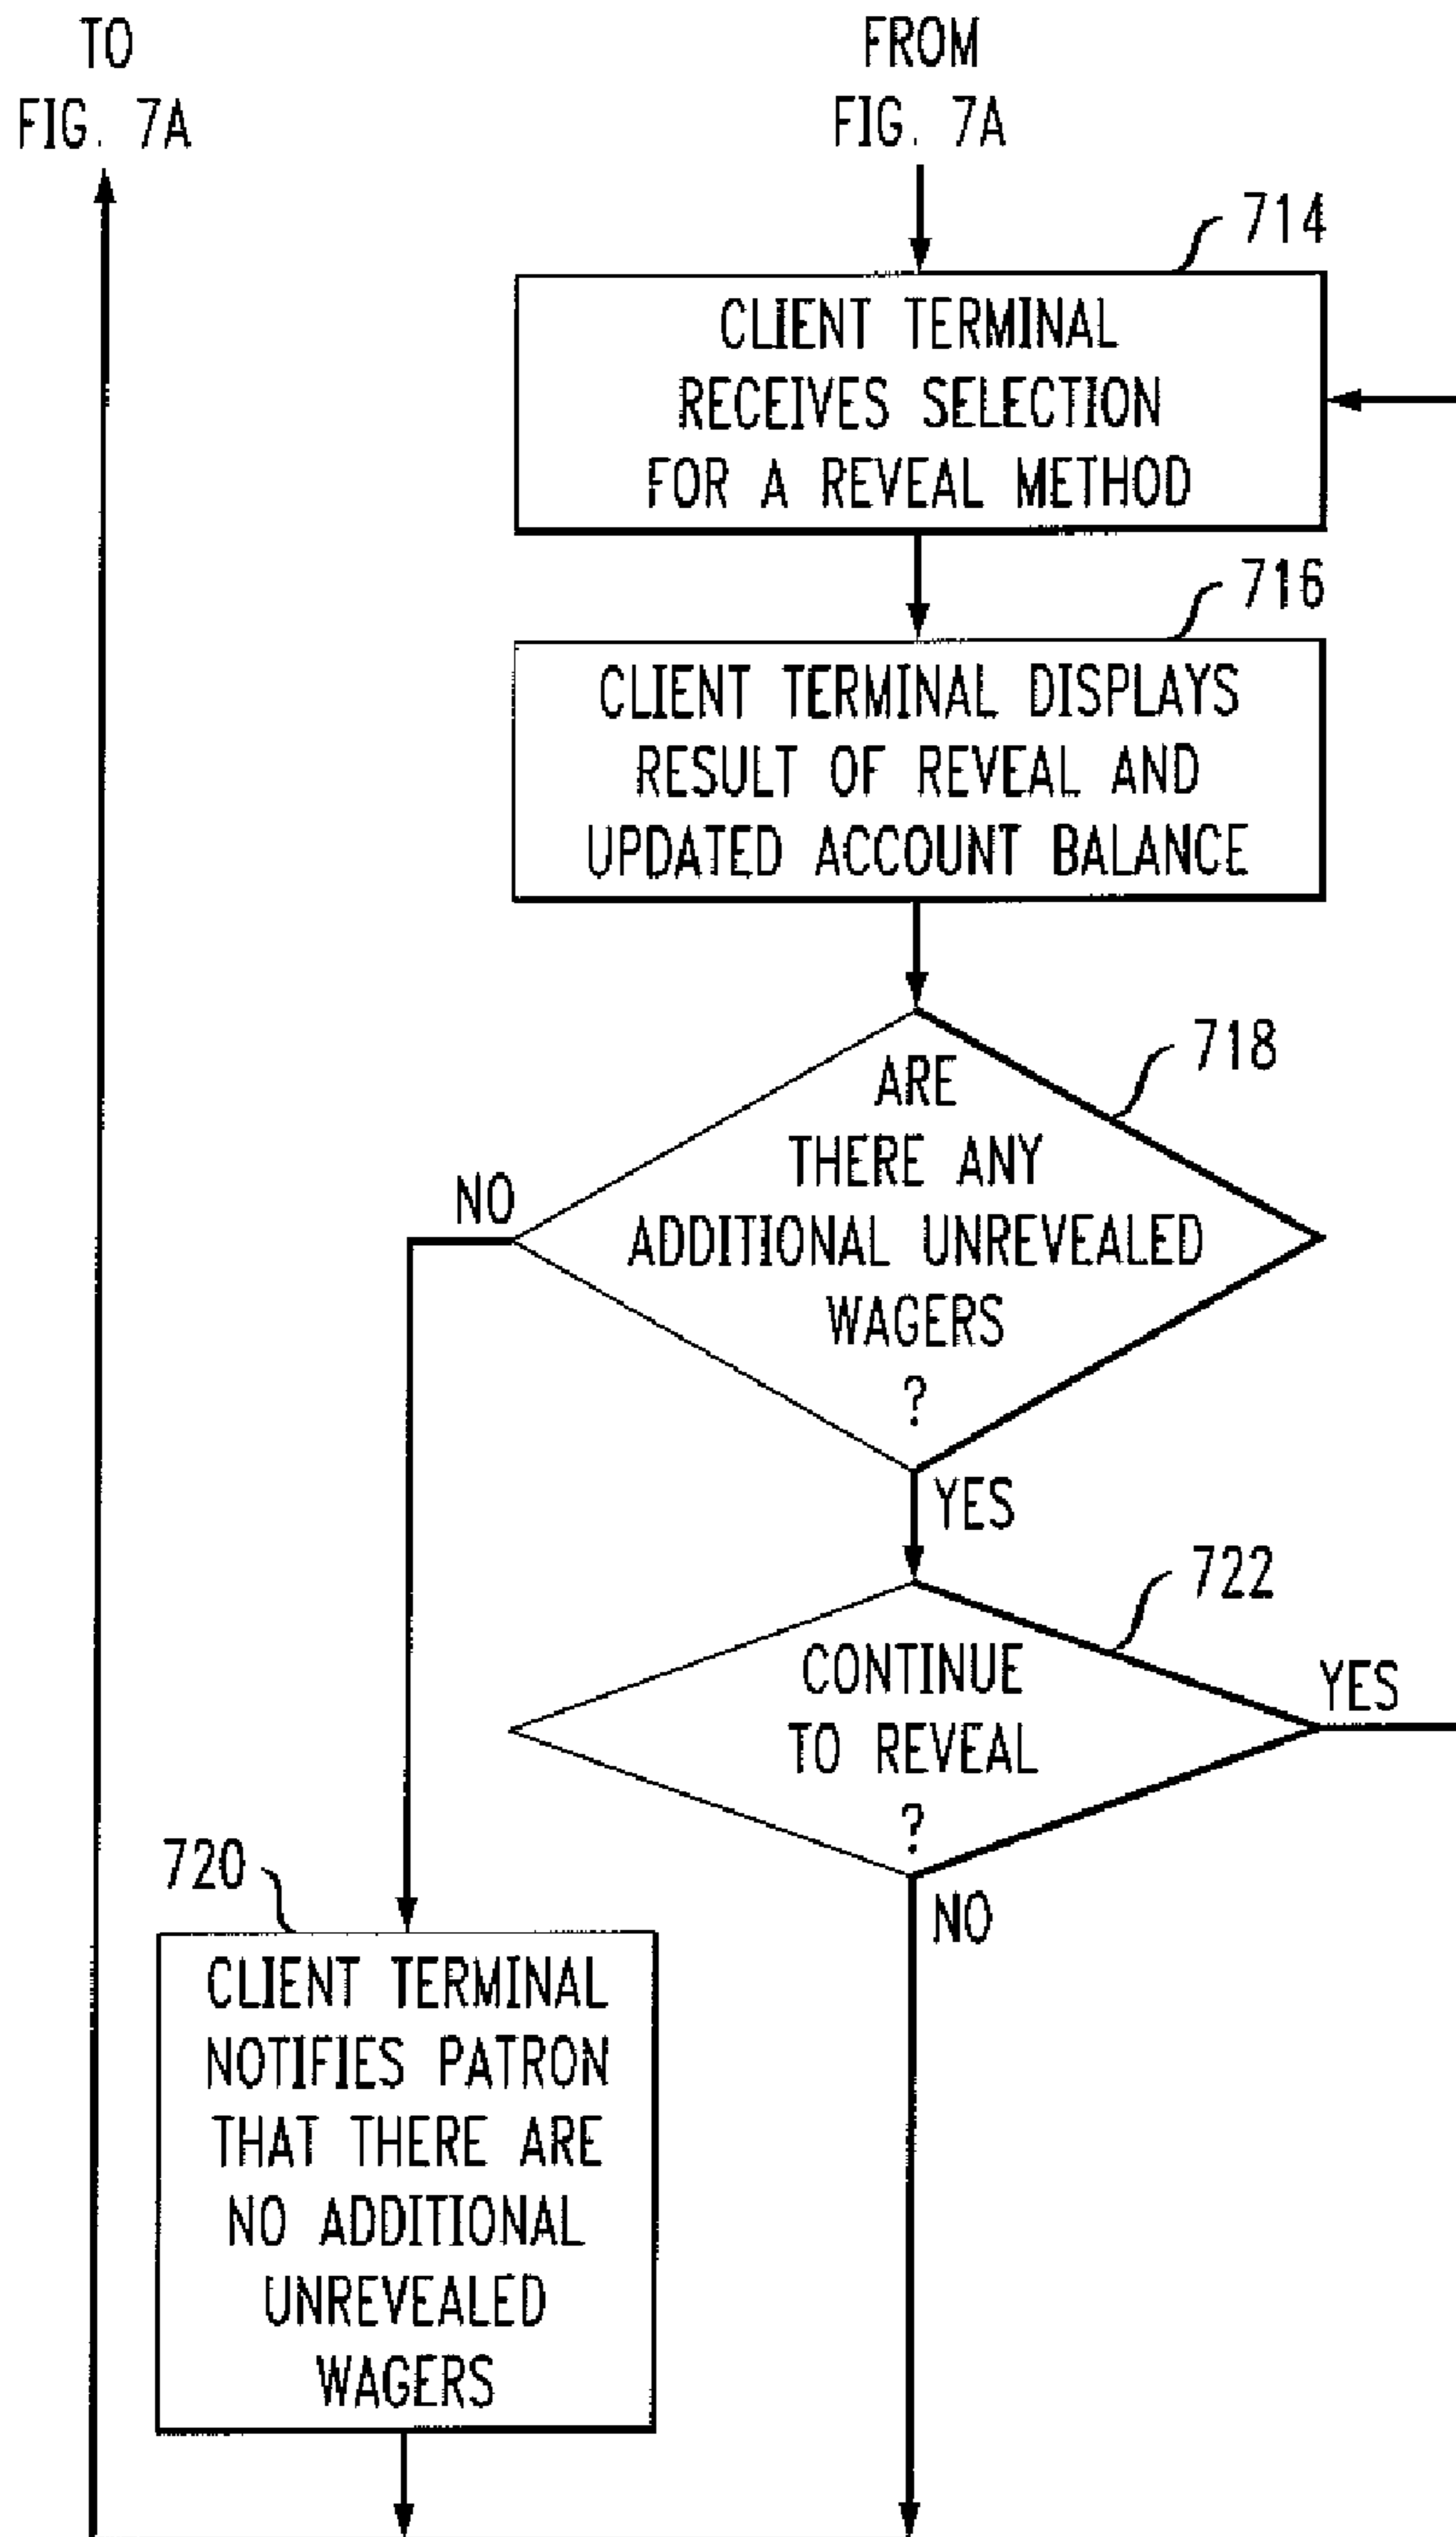 TO
FIG. 7A
FROM
FIG. 7A
714
CLIENT TERMINAL
RECEIVES SELECTION
FOR A REVEAL METHOD
716
CLIENT TERMINAL DISPLAYS
RESULT OF REVEAL AND
UPDATED ACCOUNT BALANCE
718
ARE
THERE ANY
ADDITIONAL UNREVEALED
WAGERS
?
NO
YES
722
CONTINUE
TO REVEAL
?
YES
NO
720
CLIENT TERMINAL
NOTIFIES PATRON
THAT THERE ARE
NO ADDITIONAL
UNREVEALED
WAGERS